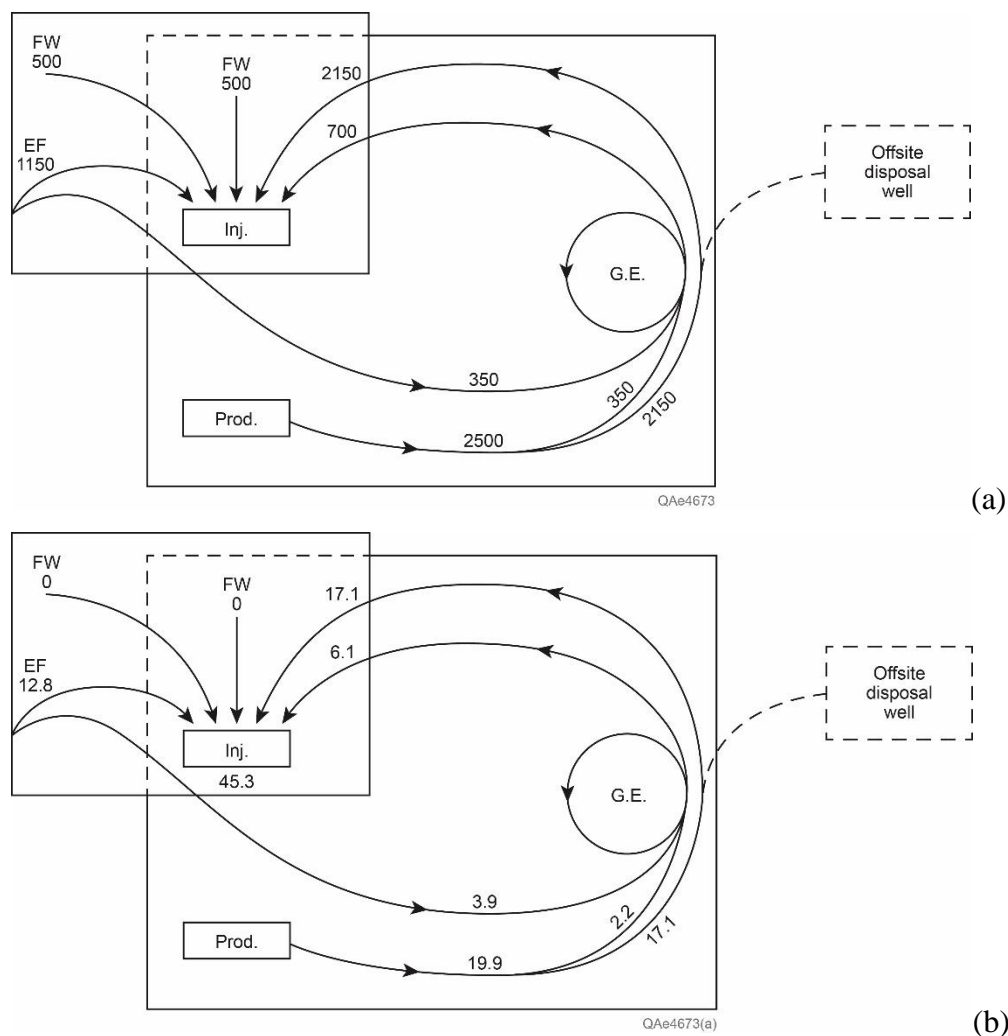 FW
500
FW
500
2150
700
EF
1150
Inj.
Offsite
disposal
well
G.E.
350
350
2150
Prod.
2500
QAe4673
(a)
FW
0
FW
0
17.1
6.1
EF
12.8
Inj.
45.3
Offsite
disposal
well
G.E.
3.9
2.2
17.1
Prod.
19.9
QAe4673(a)
(b)